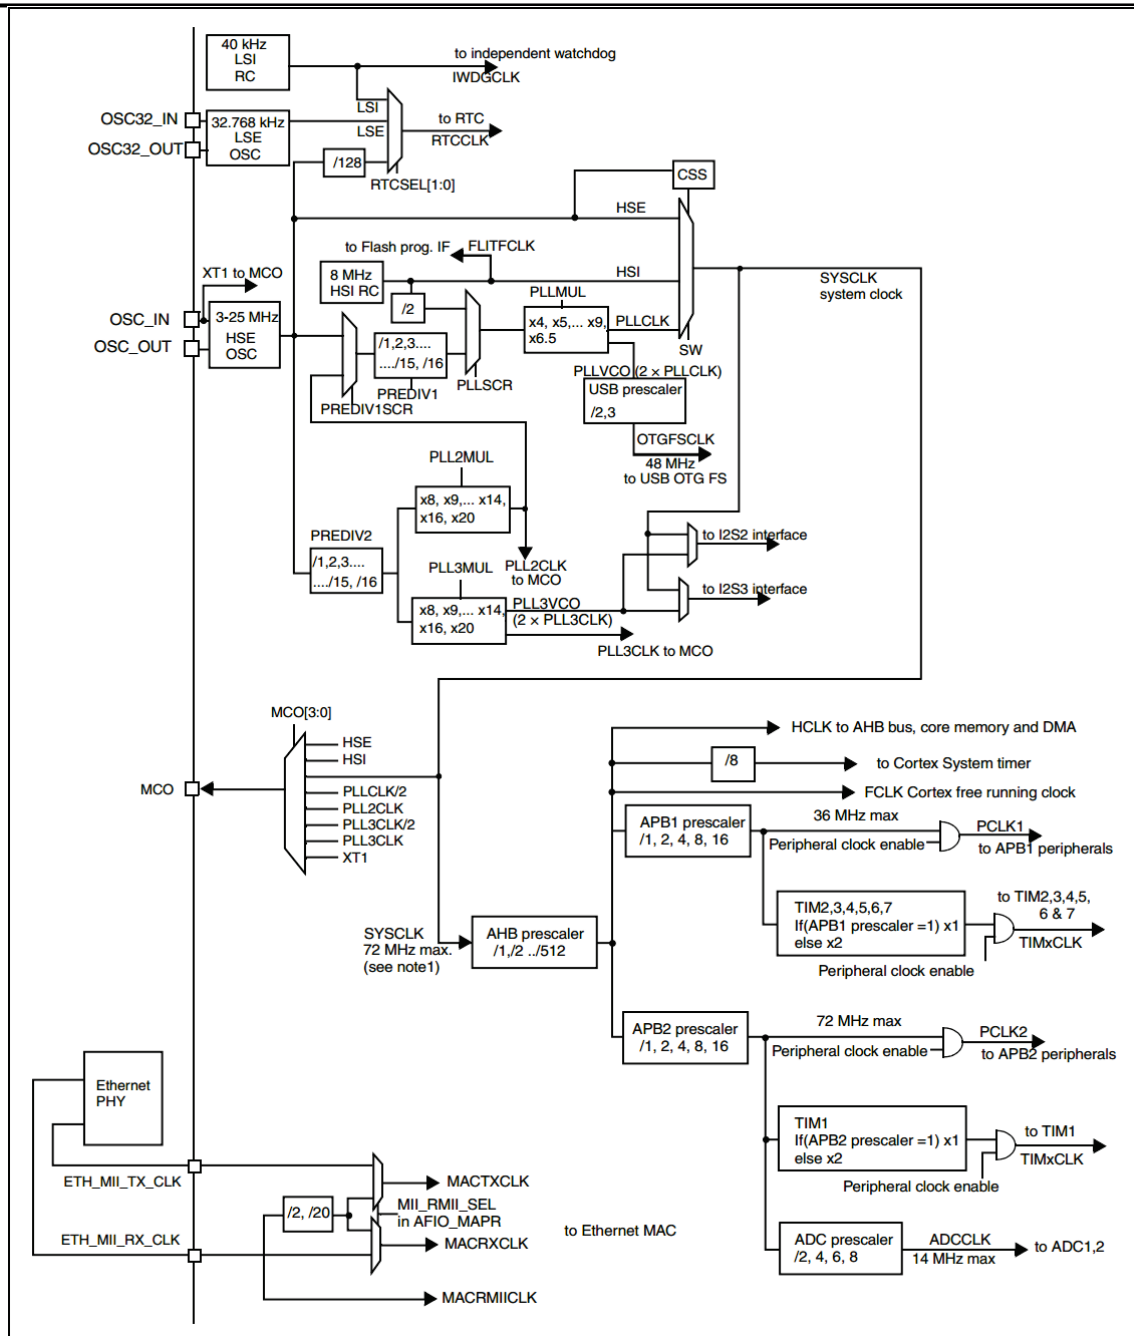 40 kHz
LSI
RC
to independent watchdog
IWDGCLK
OSC32_IN
OSC32_OUT
32.768 kHz
LSE
OSC
LSI
LSE
to RTC
RTCCLK
/128
RTCSEL[1:0]
CSS
HSE
to Flash prog. IF
FLITFCLK
XT1 to MCO
8 MHz
HSI RC
HSI
SYSCLK
system clock
PLLMUL
/2
OSC_IN
OSC_OUT
3-25 MHz
HSE
OSC
x4, x5,... x9,
x6.5
PLLCLK
SW
/1,2,3....
..../15, /16
PLLSCR
PREDIV1
PREDIV1SCR
PLLVCO (2 × PLLCLK)
USB prescaler
/2,3
OTGFSCLK
48 MHz
to USB OTG FS
PLL2MUL
x8, x9,... x14,
x16, x20
PREDIV2
/1,2,3....
..../15, /16
PLL2CLK
to MCO
to I2S2 interface
PLL3MUL
x8, x9,... x14,
x16, x20
PLL3VCO
(2 × PLL3CLK)
to I2S3 interface
PLL3CLK to MCO
MCO[3:0]
HSE
HSI
MCO
PLLCLK/2
PLL2CLK
PLL3CLK/2
PLL3CLK
XT1
HCLK to AHB bus, core memory and DMA
/8
to Cortex System timer
FCLK Cortex free running clock
APB1 prescaler
/1, 2, 4, 8, 16
36 MHz max
Peripheral clock enable
PCLK1
to APB1 peripherals
TIM2,3,4,5,6,7
If(APB1 prescaler =1) x1
else x2
to TIM2,3,4,5,
6 & 7
TIMxCLK
Peripheral clock enable
SYSCLK
72 MHz max.
(see note1)
AHB prescaler
/1,/2 ../512
APB2 prescaler
/1, 2, 4, 8, 16
72 MHz max
Peripheral clock enable
PCLK2
to APB2 peripherals
TIM1
If(APB2 prescaler =1) x1
else x2
to TIM1
TIMxCLK
Peripheral clock enable
ADC prescaler
/2, 4, 6, 8
ADCCLK
14 MHz max
to ADC1,2
Ethernet
PHY
ETH_MII_TX_CLK
MACTXCLK
/2, /20
MII_RMII_SEL
in AFIO_MAPR
to Ethernet MAC
ETH_MII_RX_CLK
MACRXCLK
MACRMIICLK